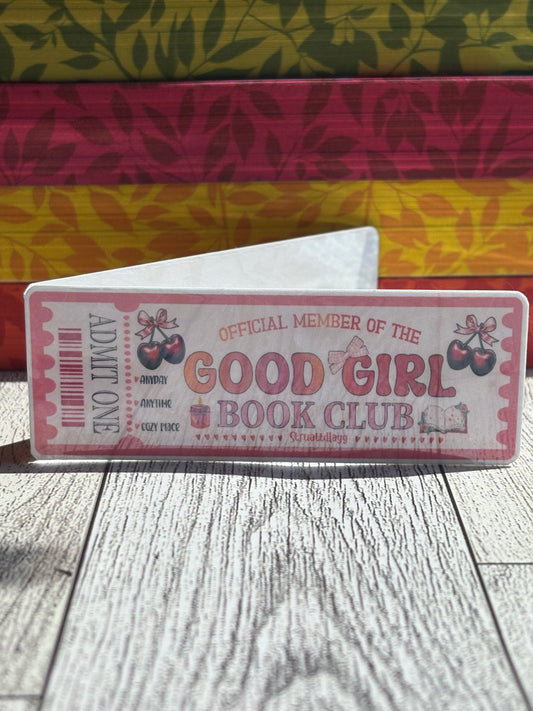 ADMIT ONE
ANYDAY
ANYTIME
COZY PLACE
OFFICIAL MEMBER OF THE
GOOD GIRL
BOOK CLUB